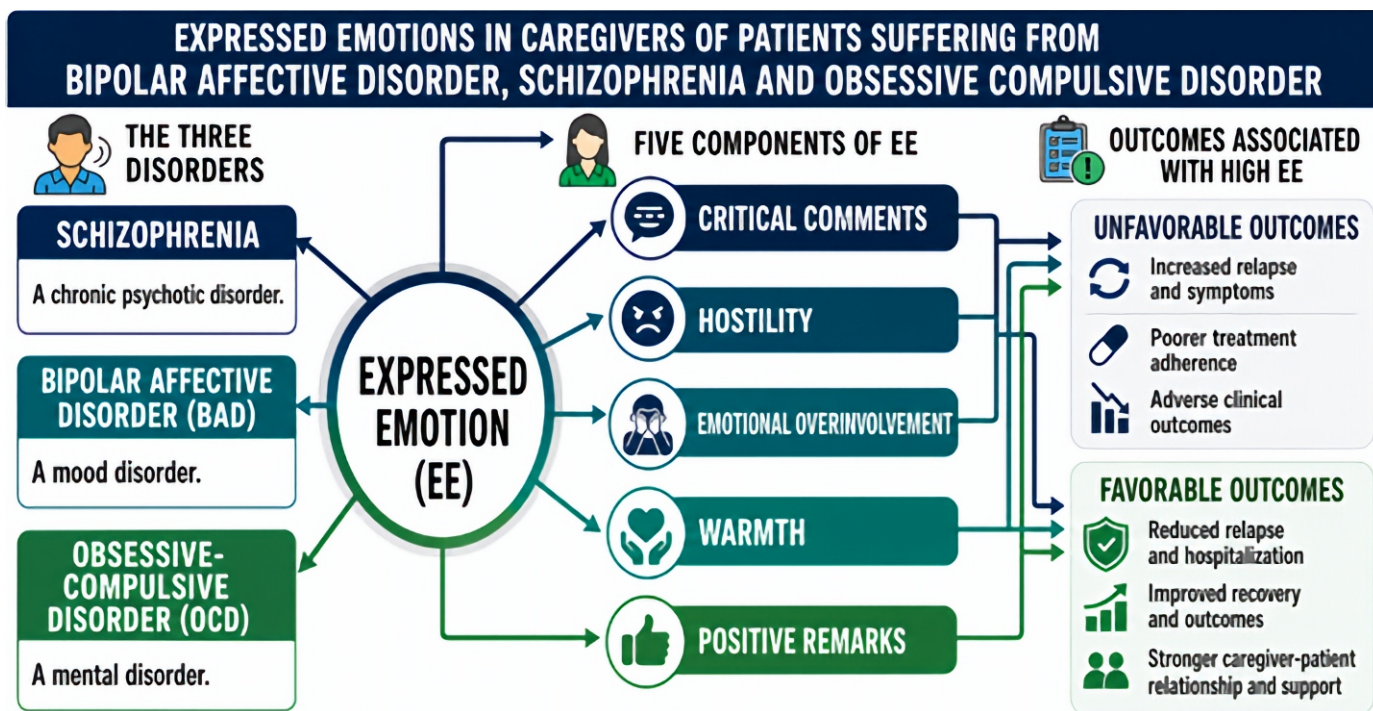 EXPRESSED EMOTIONS IN CAREGIVERS OF PATIENTS SUFFERING FROM
BIPOLAR AFFECTIVE DISORDER, SCHIZOPHRENIA AND OBSESSIVE COMPULSIVE DISORDER
THE THREE
DISORDERS
SCHIZOPHRENIA
A chronic psychotic disorder.
BIPOLAR AFFECTIVE
DISORDER (BAD)
A mood disorder.
OBSESSIVE-
COMPULSIVE
DISORDER (OCD)
A mental disorder.
EXPRESSED
EMOTION
(EE)
FIVE COMPONENTS OF EE
CRITICAL COMMENTS
HOSTILITY
EMOTIONAL OVERINVOLVEMENT
WARMTH
POSITIVE REMARKS
OUTCOMES ASSOCIATED
WITH HIGH EE
UNFAVORABLE OUTCOMES
Increased relapse
and symptoms
Poorer treatment
adherence
Adverse clinical
outcomes
FAVORABLE OUTCOMES
Reduced relapse
and hospitalization
Improved recovery
and outcomes
Stronger caregiver-patient
relationship and support